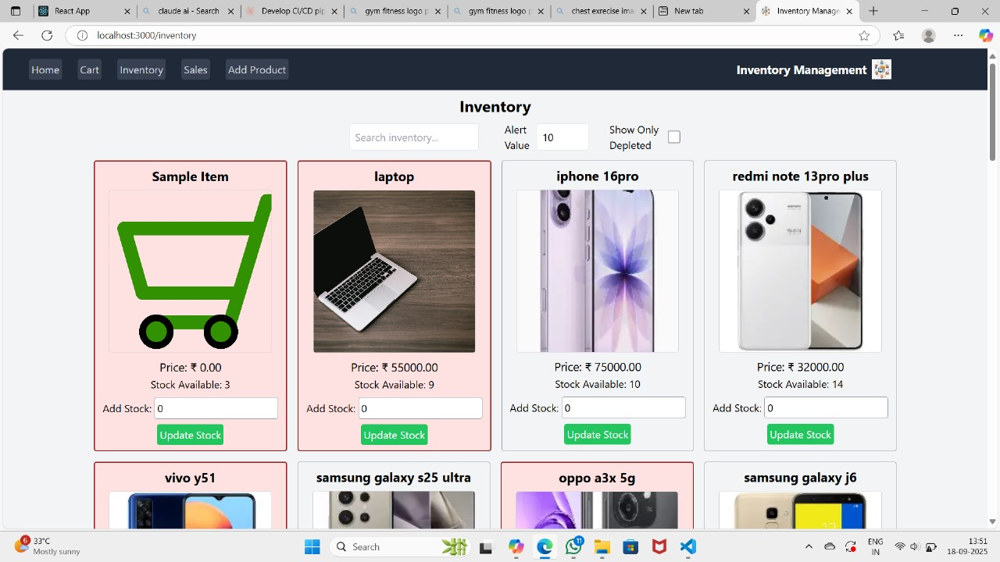 React App
claude ai - Search
Develop CI/CD pip
gym fitness logo p
gym fitness logo p
chest exrecise ima
New tab
Inventory Manage
localhost:3000/inventory
Home
Cart
Inventory
Sales
Add Product
Inventory Management
Inventory
Search inventory...
Alert
Value
10
Show Only
Depleted
Sample Item
laptop
iphone 16pro
redmi note 13pro plus
Redmi
Price: ₹ 0.00
Price: ₹ 55000.00
Price: ₹ 75000.00
Price: ₹ 32000.00
Stock Available: 3
Stock Available: 9
Stock Available: 10
Stock Available: 14
Add Stock: 0
Add Stock: 0
Add Stock: 0
Add Stock: 0
Update Stock
Update Stock
Update Stock
Update Stock
vivo y51
samsung galaxy s25 ultra
oppo a3x 5g
samsung galaxy j6
6
33°C
Mostly sunny
Search
11
ENG
IN
13:51
18-09-2025